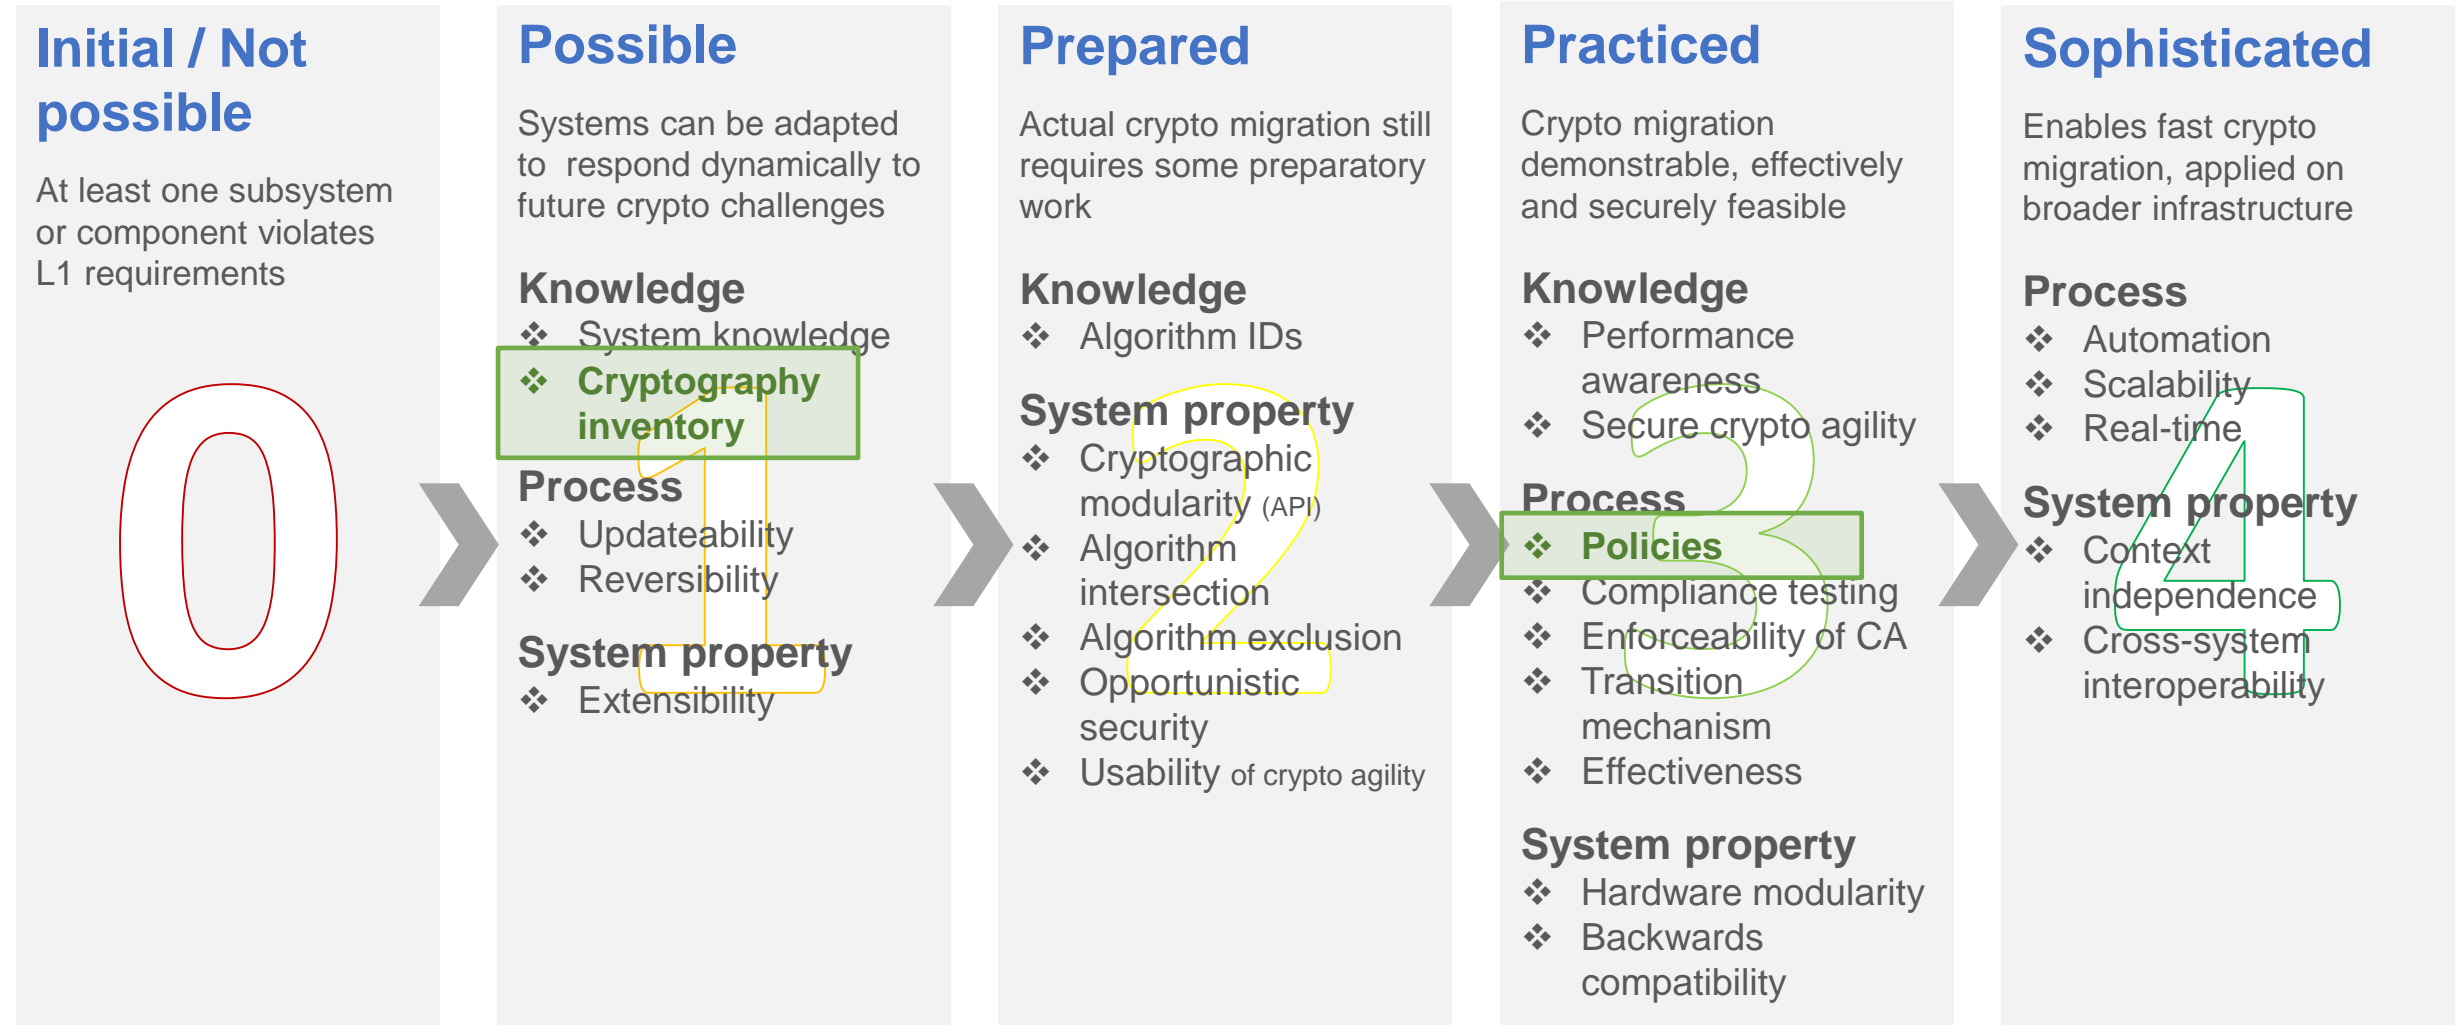 Initial / Not
possible
At least one subsystem
or component violates
L1 requirements
0
Possible
Systems can be adapted
to  respond dynamically to
future crypto challenges
Knowledge
❖ System knowledge
❖ Cryptography
inventory
Process
❖ Updateability
❖ Reversibility
System property
❖ Extensibility
1
Prepared
Actual crypto migration still
requires some preparatory
work
Knowledge
❖ Algorithm IDs
System property
❖ Cryptographic
modularity (API)
❖ Algorithm
intersection
❖ Algorithm exclusion
❖ Opportunistic
security
❖ Usability of crypto agility
2
Practiced
Crypto migration
demonstrable, effectively
and securely feasible
Knowledge
❖ Performance
awareness
❖ Secure crypto agility
Process
❖ Policies
❖ Compliance testing
❖ Enforceability of CA
❖ Transition
mechanism
❖ Effectiveness
System property
❖ Hardware modularity
❖ Backwards
compatibility
3
Sophisticated
Enables fast crypto
migration, applied on
broader infrastructure
Process
❖ Automation
❖ Scalability
❖ Real-time
System property
❖ Context
independence
❖ Cross-system
interoperability
4